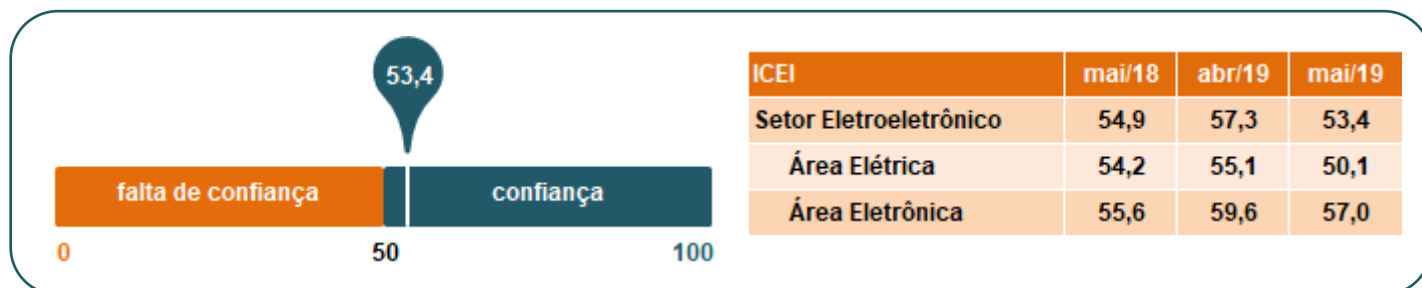 53,4
falta de confiança confiança
0 50 100
ICEI mai/18 abr/19 mai/19
Setor Eletroeletrônico 54,9 57,3 53,4
Área Elétrica 54,2 55,1 50,1
Área Eletrônica 55,6 59,6 57,0